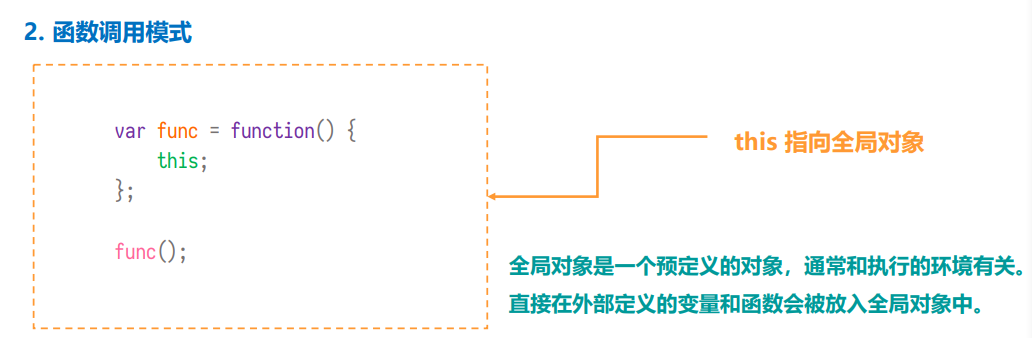 2. 函数调用模式
var func = function() {
this;
};
func();
this 指向全局对象
全局对象是一个预定义的对象，通常和执行的环境有关。
直接在外部定义的变量和函数会被放入全局对象中。